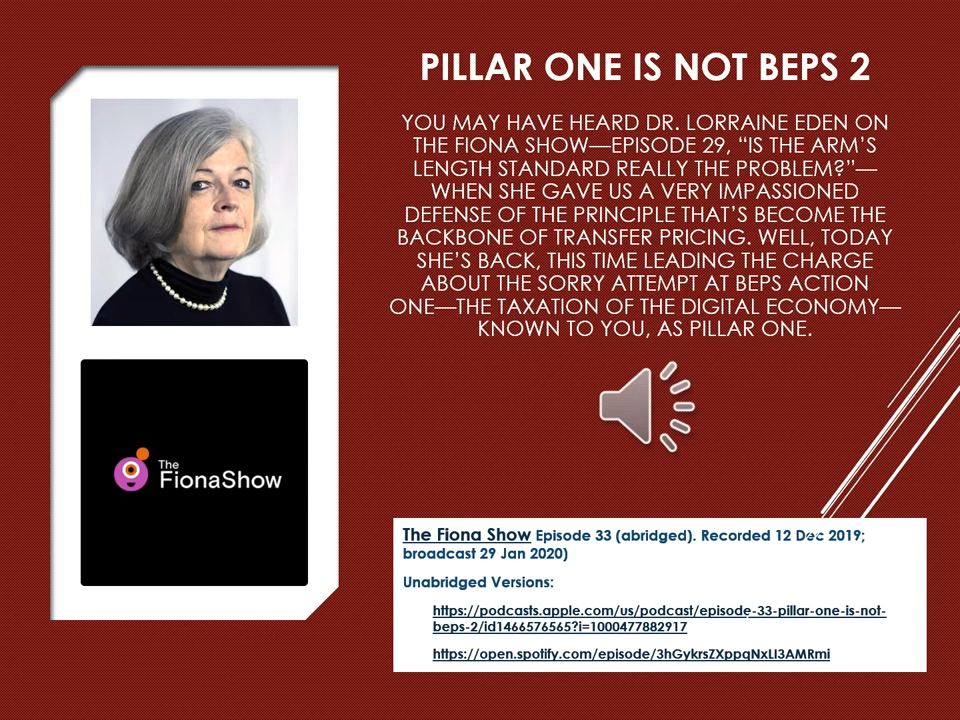 PILLAR ONE IS NOT BEPS 2
YOU MAY HAVE HEARD DR. LORRAINE EDEN ON
THE FIONA SHOW—EPISODE 29, “IS THE ARM’S
LENGTH STANDARD REALLY THE PROBLEM?”—
WHEN SHE GAVE US A VERY IMPASSIONED
DEFENSE OF THE PRINCIPLE THAT’S BECOME THE
BACKBONE OF TRANSFER PRICING. WELL, TODAY
SHE’S BACK, THIS TIME LEADING THE CHARGE
ABOUT THE SORRY ATTEMPT AT BEPS ACTION
ONE—THE TAXATION OF THE DIGITAL ECONOMY—
KNOWN TO YOU, AS PILLAR ONE.
The
FionaShow
The Fiona Show Episode 33 (abridged). Recorded 12 Dec 2019;
broadcast 29 Jan 2020)
Unabridged Versions:
https://podcasts.apple.com/us/podcast/episode-33-pillar-one-is-not-
beps-2/id1466576565?i=1000477882917
https://open.spotify.com/episode/3hGykrsZXppqNxLI3AMRmi